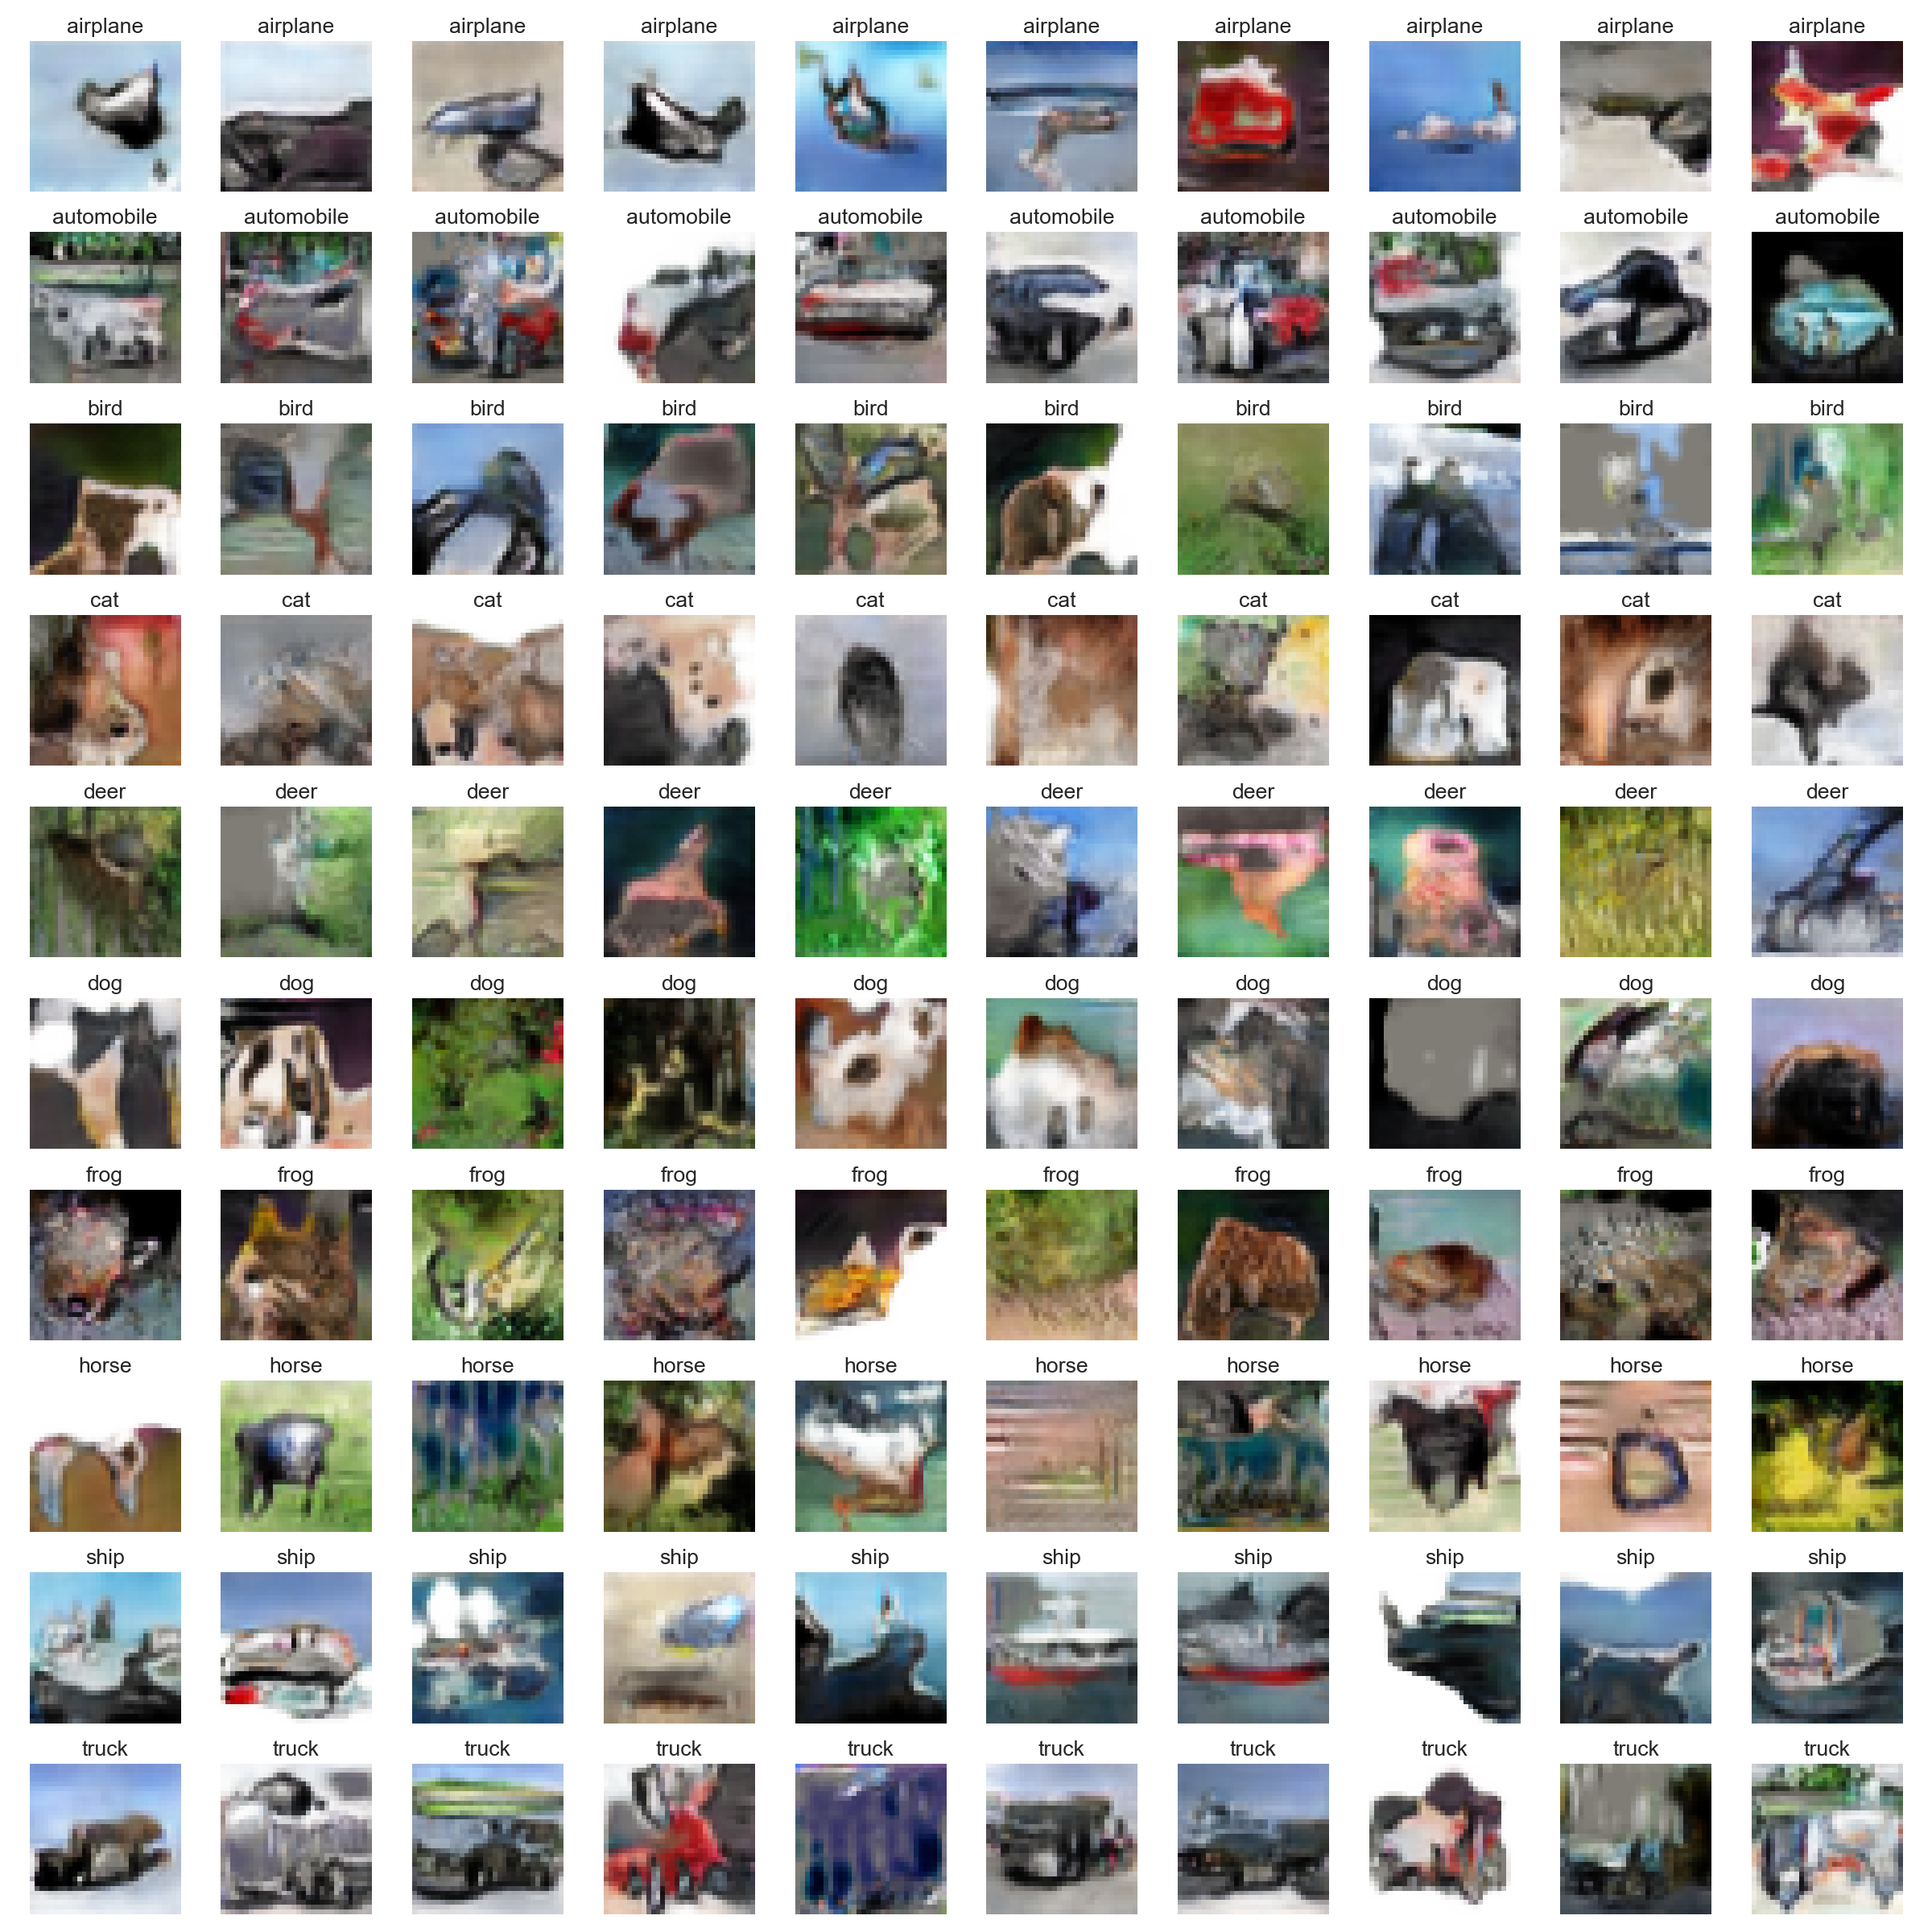 airplane airplane airplane airplane airplane airplane airplane airplane airplane airplane
automobile automobile automobile automobile automobile automobile automobile automobile automobile automobile
bird bird bird bird bird bird bird bird bird bird
cat cat cat cat cat cat cat cat cat cat
deer deer deer deer deer deer deer deer deer deer
dog dog dog dog dog dog dog dog dog dog
frog frog frog frog frog frog frog frog frog frog
horse horse horse horse horse horse horse horse horse horse
ship ship ship ship ship ship ship ship ship ship
truck truck truck truck truck truck truck truck truck truck